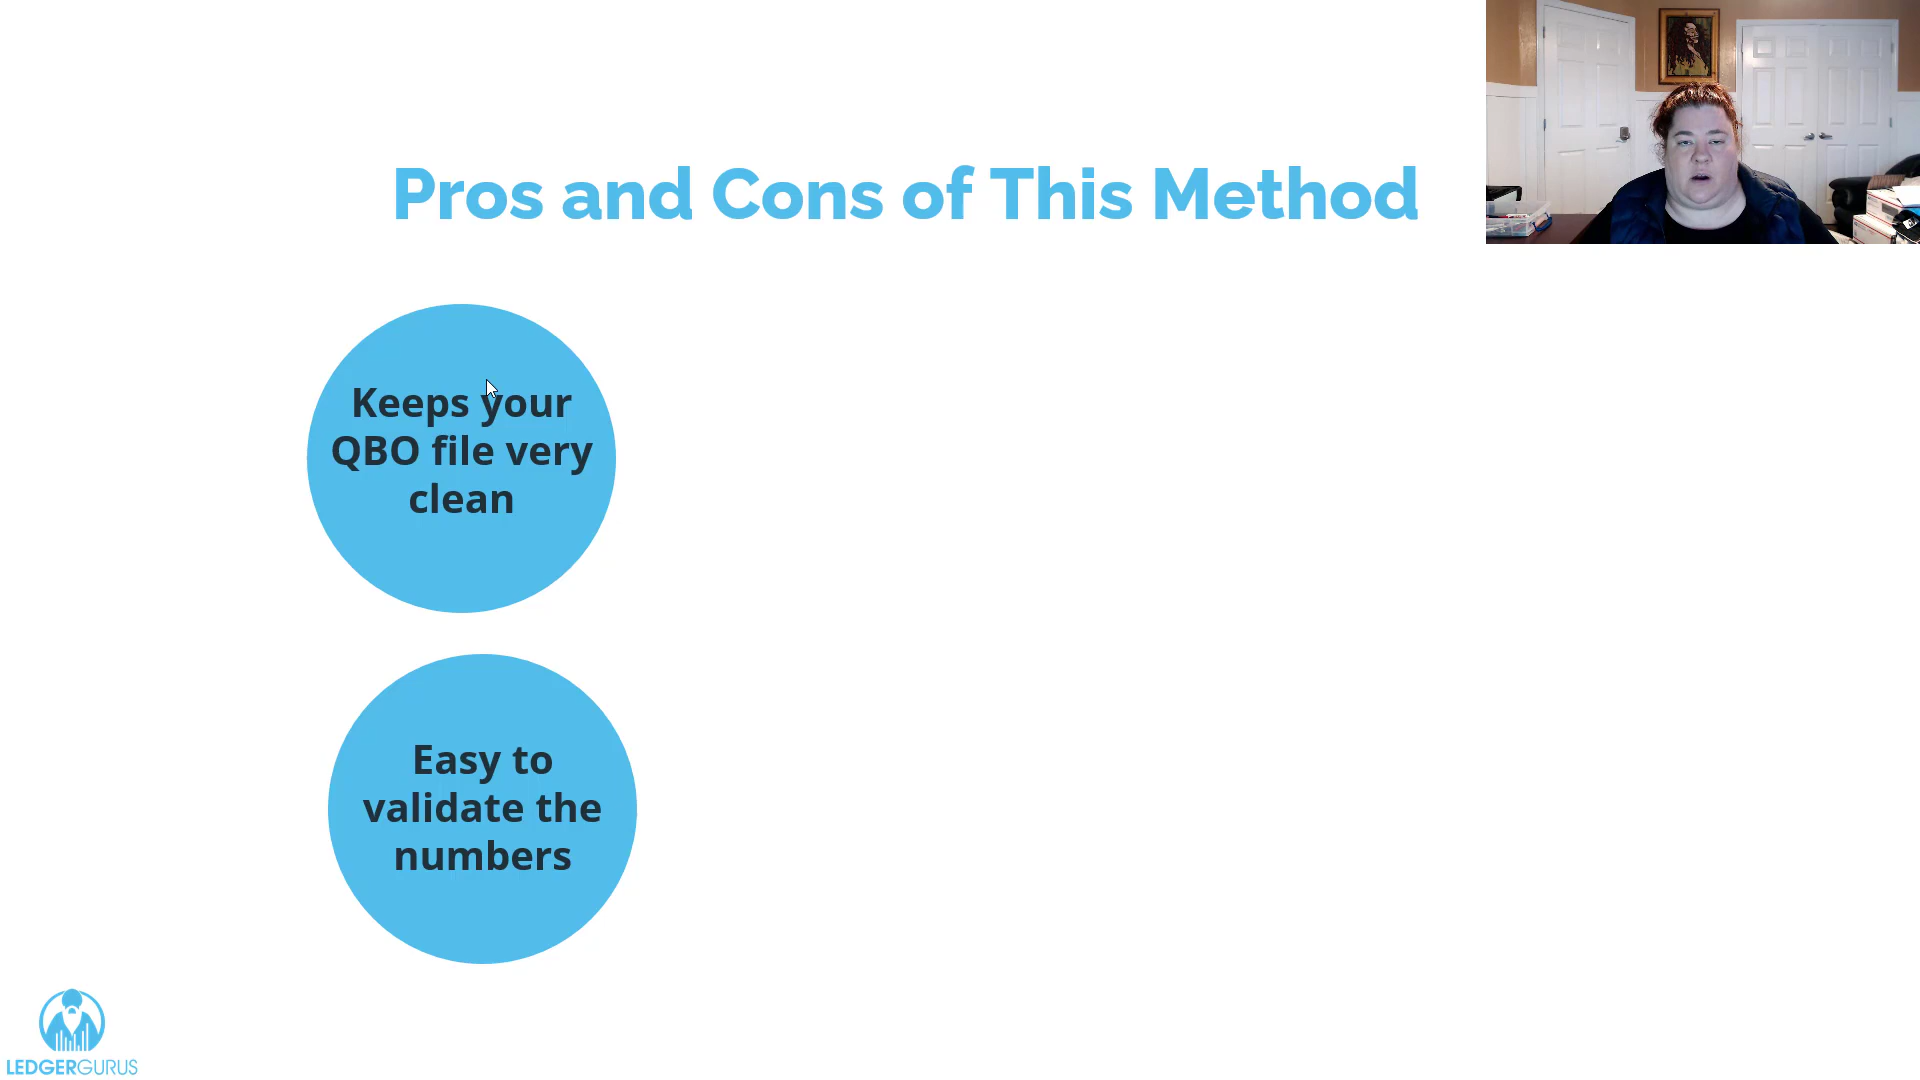 Pros and Cons of This Method
Keeps your
QBO file very
clean
Easy to
validate the
numbers
LEDGERGURUS